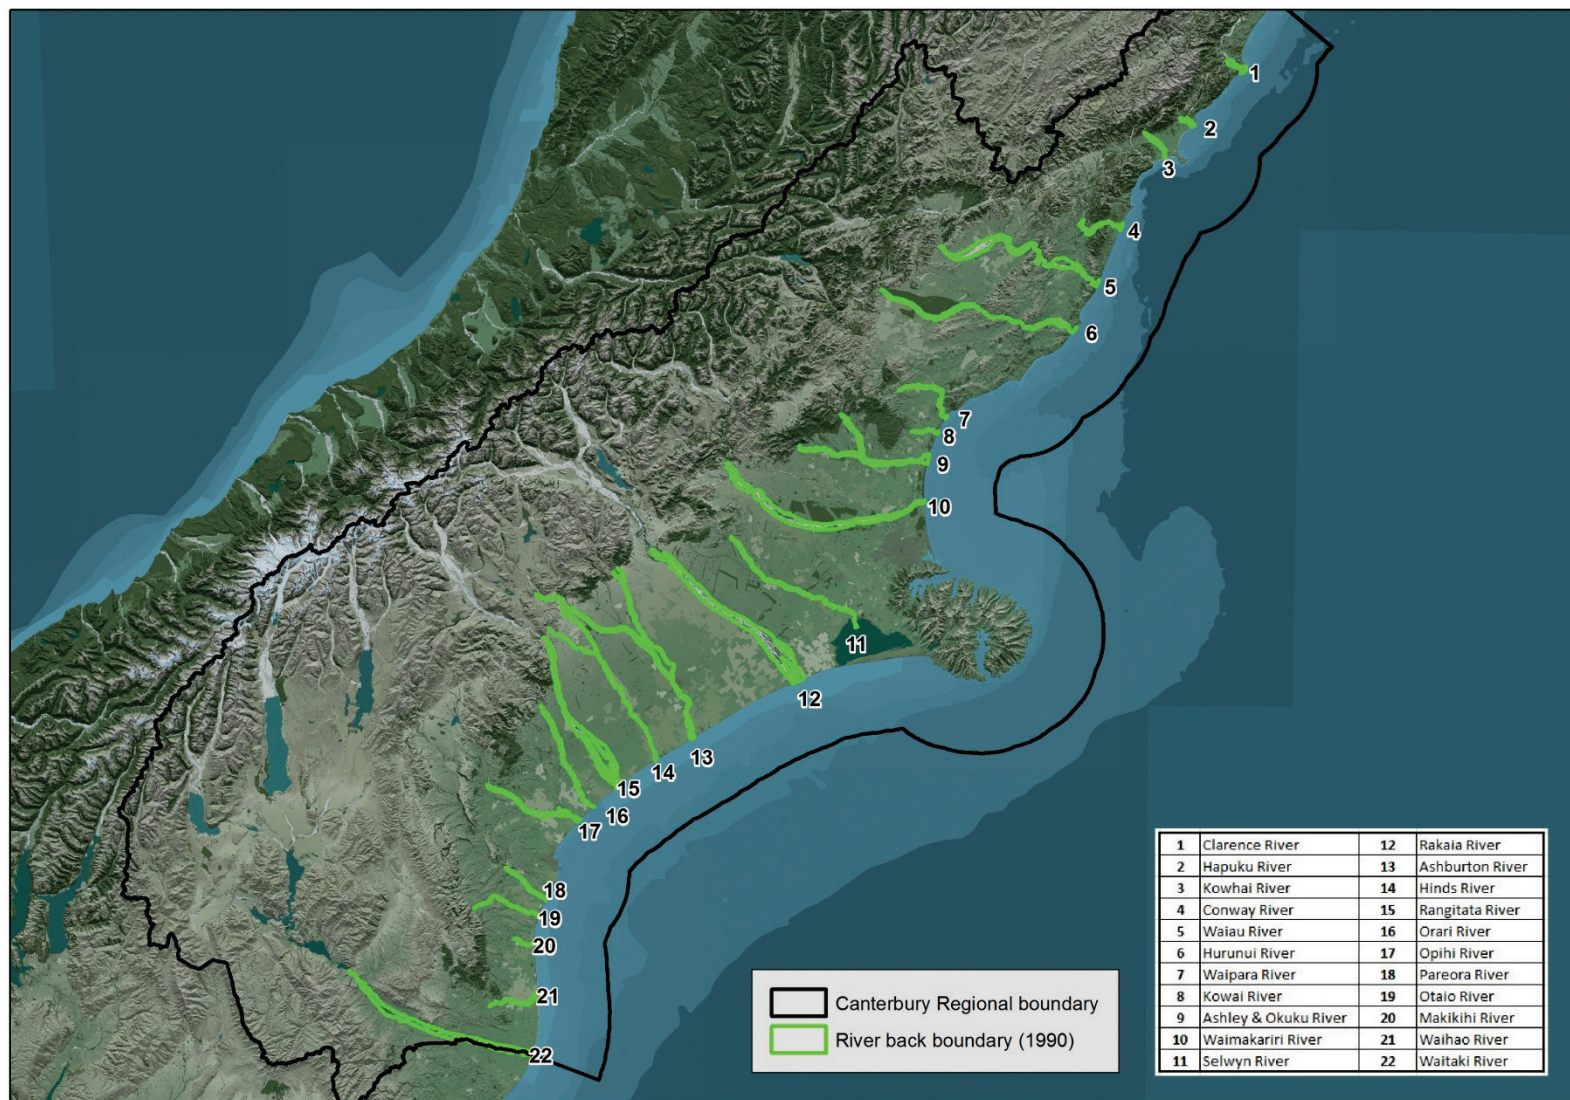 1
2
3
4
5
6
7
8
9
10
11
12
13
14
15
16
17
18
19
20
21
22
Canterbury Regional boundary
River back boundary (1990)
1 Clarence River 12 Rakaia River
2 Hapuku River 13 Ashburton River
3 Kowhai River 14 Hinds River
4 Conway River 15 Rangitata River
5 Waiau River 16 Orari River
6 Hurunui River 17 Opihi River
7 Waipara River 18 Pareora River
8 Kowai River 19 Otaio River
9 Ashley & Okuku River 20 Makikihi River
10 Waimakariri River 21 Waihao River
11 Selwyn River 22 Waitaki River